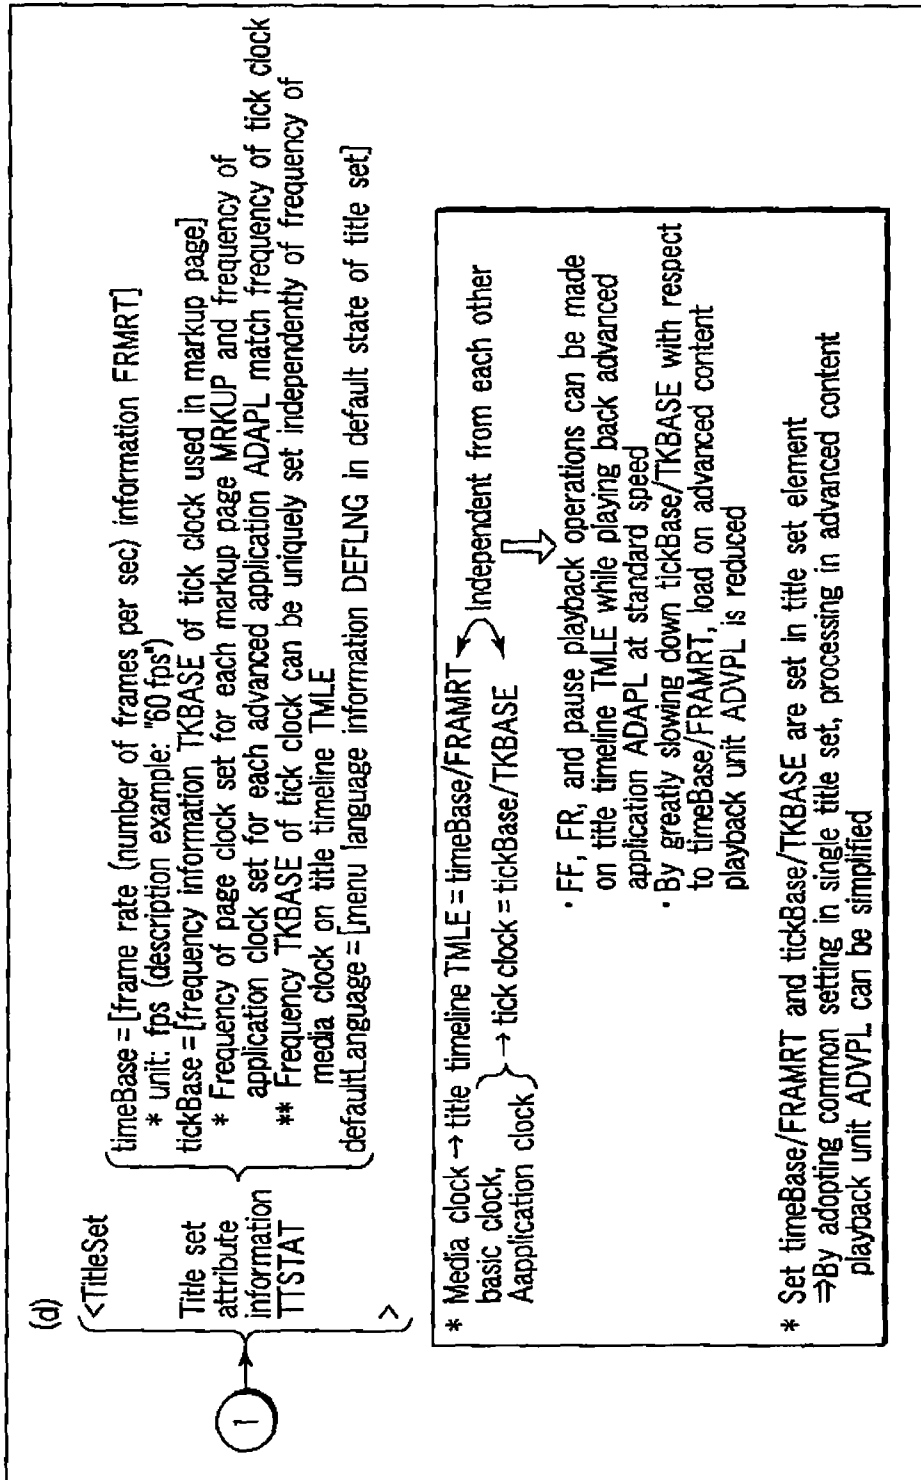 (d)
<TitleSet
Title set
attribute
information
TTSTAT
>
1
timeBase = [frame rate (number of frames per sec) information FRMRT]
* unit: fps (description example: "60 fps")
tickBase = [frequency information TKBASE of tick clock used in markup page]
* Frequency of page clock set for each markup page MRKUP and frequency of
application clock set for each advanced application ADAPL match frequency of tick clock
** Frequency TKBASE of tick clock can be uniquely set independently of frequency of
media clock on title timeline TMLE
defaultLanguage = [menu language information DEFLNG in default state of title set]
* Media clock → title timeline TMLE = timeBase/FRAMRT
basic clock,
Aapplication clock
→ tick clock = tickBase/TKBASE
Independent from each other
· FF, FR, and pause playback operations can be made
on title timeline TMLE while playing back advanced
application ADAPL at standard speed
· By greatly slowing down tickBase/TKBASE with respect
to timeBase/FRAMRT, load on advanced content
playback unit ADVPL is reduced
* Set timeBase/FRAMRT and tickBase/TKBASE are set in title set element
⇒By adopting common setting in single title set, processing in advanced content
playback unit ADVPL can be simplified